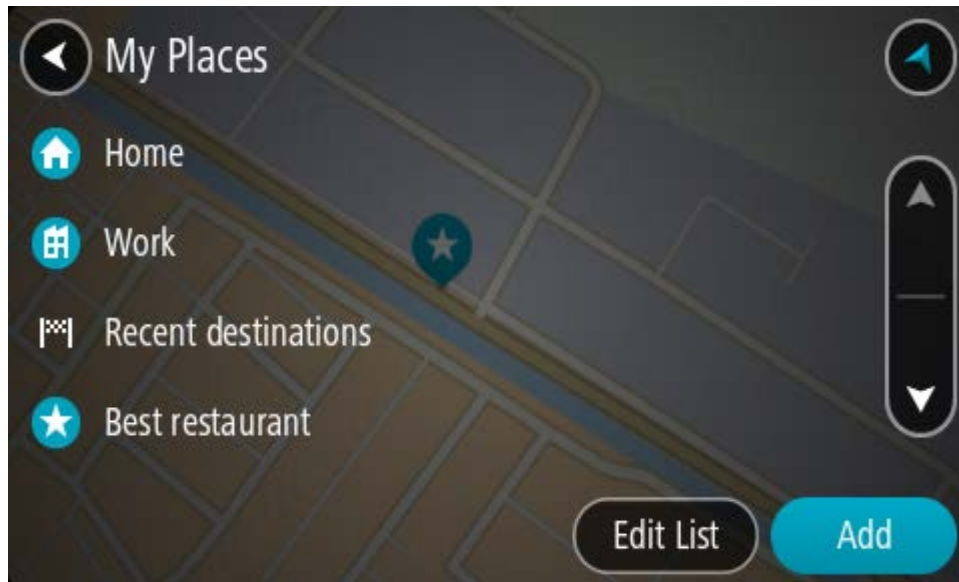 My Places
Home
Work
Recent destinations
Best restaurant
Edit List
Add